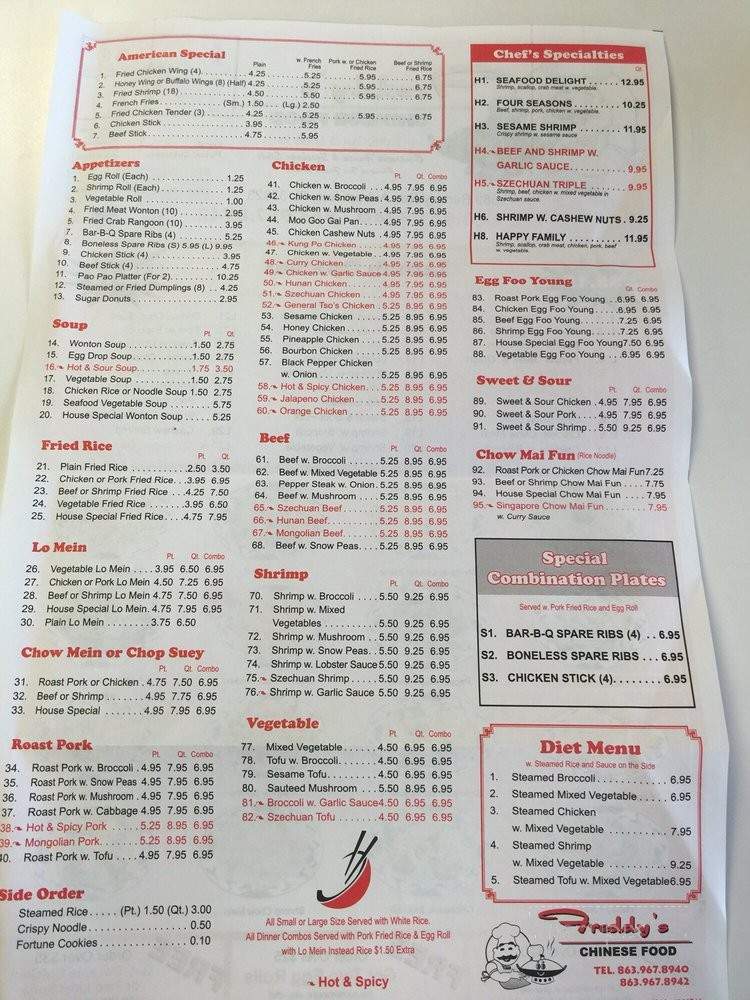 American Special
Plain w. French Fries Pork w. or Chicken Fried Rice Beef or Shrimp Fried Rice
1. Fried Chicken Wing (4) 4.25 5.25 5.95 6.75
2. Honey Wing or Buffalo Wings (8) (Half) 4.25 5.25 5.95 6.75
3. Fried Shrimp (18) 4.50 5.50 5.95 6.75
4. French Fries (Sm.) 1.50 (Lg.) 2.50
5. Fried Chicken Tender (3) 4.25 5.25 5.95 6.75
6. Chicken Stick 3.95 5.25
7. Beef Stick 4.75 5.95
Appetizers
1. Egg Roll (Each) 1.25
2. Shrimp Roll (Each) 1.25
3. Vegetable Roll 1.00
4. Fried Meat Wonton (10) 2.95
5. Fried Crab Rangoon (10) 3.95
7. Bar-B-Q Spare Ribs (4) 5.25
8. Boneless Spare Ribs (S) 5.95 (L) 9.95
9. Chicken Stick (4) 3.95
10. Beef Stick (4) 4.75
11. Pao Pao Platter (For 2) 10.25
12. Steamed or Fried Dumplings (8) 4.25
13. Sugar Donuts 2.95
Soup
Pt. Qt.
14. Wonton Soup 1.50 2.75
15. Egg Drop Soup 1.50 2.75
16. Hot & Sour Soup 1.75 3.50
17. Vegetable Soup 1.50 2.75
18. Chicken Rice or Noodle Soup 1.50 2.75
19. Seafood Vegetable Soup 5.75
20. House Special Wonton Soup 5.25
Fried Rice
Pt. Qt.
21. Plain Fried Rice 2.50 3.50
22. Chicken or Pork Fried Rice 3.95 6.95
23. Beef or Shrimp Fried Rice 4.25 7.50
24. Vegetable Fried Rice 3.95 6.50
25. House Special Fried Rice 4.75 7.95
Lo Mein
Pt. Qt. Combo
26. Vegetable Lo Mein 3.95 6.50 6.95
27. Chicken or Pork Lo Mein 4.50 7.25 6.95
28. Beef or Shrimp Lo Mein 4.75 7.50 6.95
29. House Special Lo Mein 4.75 7.95 6.95
30. Plain Lo Mein 3.75 6.50
Chow Mein or Chop Suey
Pt. Qt. Combo
31. Roast Pork or Chicken 4.75 7.50 6.95
32. Beef or Shrimp 4.95 7.75 6.95
33. House Special 4.95 7.95 6.95
Roast Pork
Pt. Qt. Combo
34. Roast Pork w. Broccoli 4.95 7.95 6.95
35. Roast Pork w. Snow Peas 4.95 7.95 6.95
36. Roast Pork w. Mushroom 4.95 7.95 6.95
37. Roast Pork w. Cabbage 4.95 7.95 6.95
38. Hot & Spicy Pork 5.25 8.95 6.95
39. Mongolian Pork 5.25 8.95 6.95
40. Roast Pork w. Tofu 4.95 7.95 6.95
Side Order
Steamed Rice (Pt.) 1.50 (Qt.) 3.00
Crispy Noodle 0.50
Fortune Cookies 0.10
Chicken
Pt. Qt. Combo
41. Chicken w. Broccoli 4.95 7.95 6.95
42. Chicken w. Snow Peas 4.95 7.95 6.95
43. Chicken w. Mushroom 4.95 7.95 6.95
44. Moo Goo Gai Pan 4.95 7.95 6.95
45. Chicken Cashew Nuts 4.95 7.95 6.95
46. Kung Po Chicken 4.95 7.95 6.95
47. Chicken w. Vegetable 4.95 7.95 6.95
48. Curry Chicken 4.95 7.95 6.95
49. Chicken w. Garlic Sauce 4.95 7.95 6.95
50. Hunan Chicken 4.95 7.95 6.95
51. Szechuan Chicken 4.95 7.95 6.95
52. General Tso's Chicken 5.25 8.95 6.95
53. Sesame Chicken 5.25 8.95 6.95
54. Honey Chicken 5.25 8.95 6.95
55. Pineapple Chicken 5.25 8.95 6.95
56. Bourbon Chicken 5.25 8.95 6.95
57. Black Pepper Chicken
w. Onion 5.25 8.95 6.95
58. Hot & Spicy Chicken 5.25 8.95 6.95
59. Jalapeno Chicken 5.25 8.95 6.95
60. Orange Chicken 5.25 8.95 6.95
Beef
Pt. Qt. Combo
61. Beef w. Broccoli 5.25 8.95 6.95
62. Beef w. Mixed Vegetable 5.25 8.95 6.95
63. Pepper Steak w. Onion 5.25 8.95 6.95
64. Beef w. Mushroom 5.25 8.95 6.95
65. Szechuan Beef 5.25 8.95 6.95
66. Hunan Beef 5.25 8.95 6.95
67. Mongolian Beef 5.25 8.95 6.95
68. Beef w. Snow Peas 5.25 8.95 6.95
Shrimp
Pt. Qt. Combo
70. Shrimp w. Broccoli 5.50 9.25 6.95
71. Shrimp w. Mixed
Vegetables 5.50 9.25 6.95
72. Shrimp w. Mushroom 5.50 9.25 6.95
73. Shrimp w. Snow Peas 5.50 9.25 6.95
74. Shrimp w. Lobster Sauce 5.50 9.25 6.95
75. Szechuan Shrimp 5.50 9.25 6.95
76. Shrimp w. Garlic Sauce 5.50 9.25 6.95
Vegetable
Pt. Qt. Combo
77. Mixed Vegetable 4.50 6.95 6.95
78. Tofu w. Broccoli 4.50 6.95 6.95
79. Sesame Tofu 4.50 6.95 6.95
80. Sauteed Mushroom 5.50 8.95 6.95
81. Broccoli w. Garlic Sauce 4.50 6.95 6.95
82. Szechuan Tofu 4.50 6.95 6.95
All Small or Large Size Served with White Rice.
All Dinner Combos Served with Pork Fried Rice & Egg Roll
with Lo Mein Instead Rice $1.50 Extra
Hot & Spicy
Chef's Specialties
Qt.
H1. SEAFOOD DELIGHT 12.95
Shrimp, scallop, crab meat w. vegetable.
H2. FOUR SEASONS 10.25
Beef, shrimp, pork, chicken w. vegetable.
H3. SESAME SHRIMP 11.95
Crispy shrimp w. sesame sauce
H4. BEEF AND SHRIMP W.
GARLIC SAUCE 9.95
H5. SZECHUAN TRIPLE 9.95
Shrimp, beef, chicken w. mixed vegetable in
Szechuan sauce.
H6. SHRIMP W. CASHEW NUTS 9.25
H8. HAPPY FAMILY 11.95
Shrimp, scallop, crab meat, chicken, pork, beef
w. vegetable.
Egg Foo Young
Qt. Combo
83. Roast Pork Egg Foo Young 6.95 6.95
84. Chicken Egg Foo Young 6.95 6.95
85. Beef Egg Foo Young 7.25 6.95
86. Shrimp Egg Foo Young 7.25 6.95
87. House Special Egg Foo Young 7.50 6.95
88. Vegetable Egg Foo Young 6.95 6.95
Sweet & Sour
Pt. Qt. Combo
89. Sweet & Sour Chicken 4.95 7.95 6.95
90. Sweet & Sour Pork 4.95 7.95 6.95
91. Sweet & Sour Shrimp 5.50 9.25 6.95
Chow Mai Fun (Rice Noodle)
92. Roast Pork or Chicken Chow Mai Fun 7.25
93. Beef or Shrimp Chow Mai Fun 7.75
94. House Special Chow Mai Fun 7.95
95. Singapore Chow Mai Fun 7.95
w. Curry Sauce
Special
Combination Plates
Served w. Pork Fried Rice and Egg Roll
S1. BAR-B-Q SPARE RIBS (4) 6.95
S2. BONELESS SPARE RIBS 6.95
S3. CHICKEN STICK (4) 6.95
Diet Menu
w. Steamed Rice and Sauce on the Side
1. Steamed Broccoli 6.95
2. Steamed Mixed Vegetable 6.95
3. Steamed Chicken
w. Mixed Vegetable 7.95
4. Steamed Shrimp
w. Mixed Vegetable 9.25
5. Steamed Tofu w. Mixed Vegetable 6.95
Freddy's
CHINESE FOOD
TEL. 863.967.8940
863.967.8942